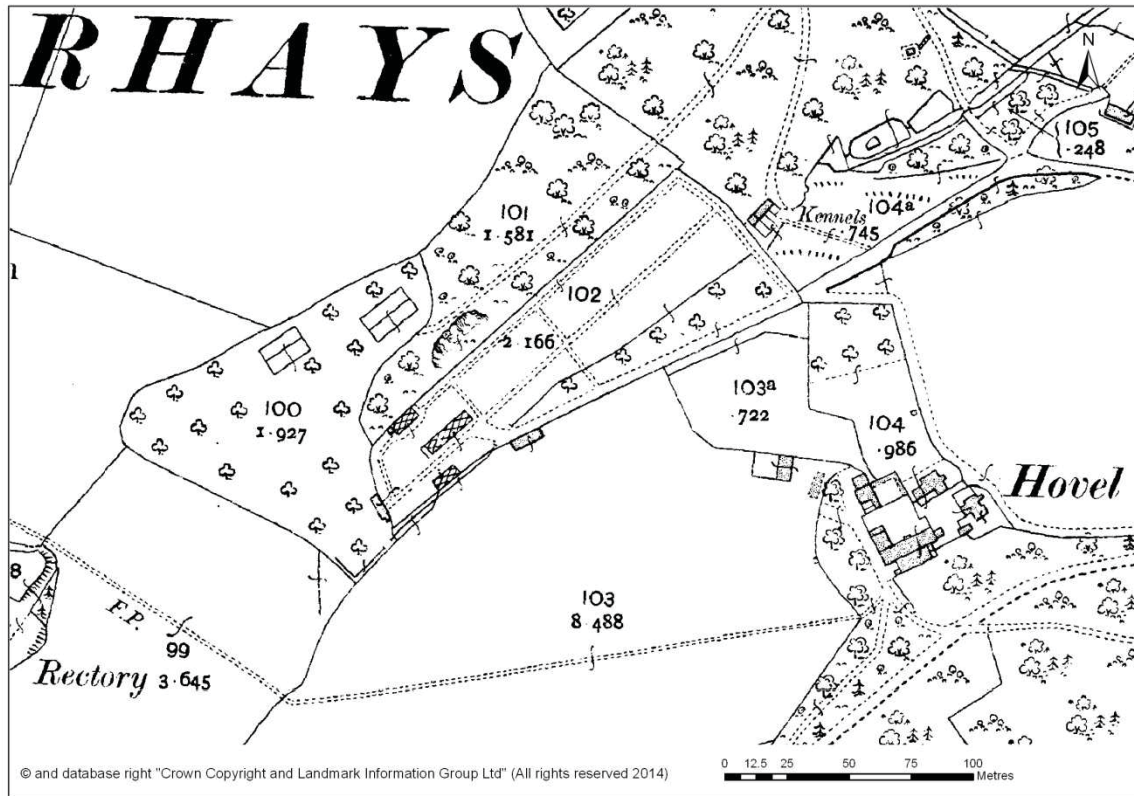 RHAYS
N
105
·248
101
1·581
104a
Kennels
·745
102
2·166
100
1·927
103a
·722
104
·986
Hovel
8
F.P.
99
Rectory 3·645
103
8·488
© and database right "Crown Copyright and Landmark Information Group Ltd" (All rights reserved 2014)
0 12.5 25 50 75 100
Metres